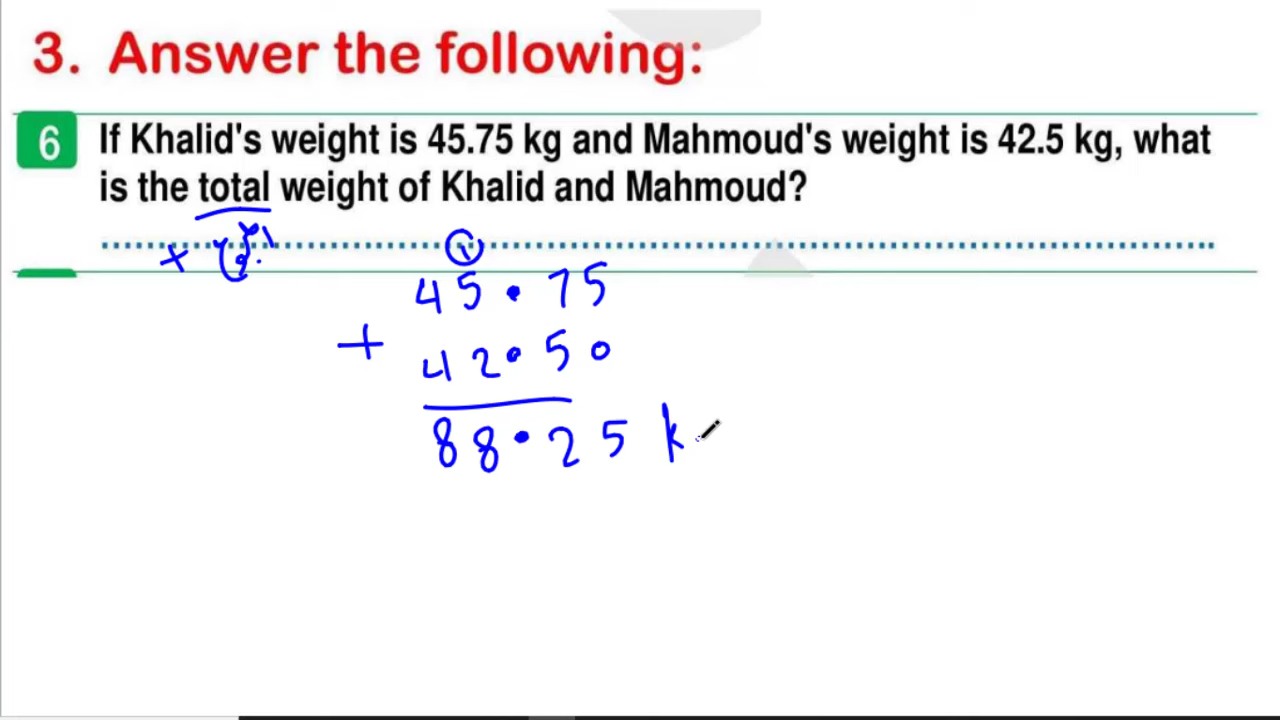 3. Answer the following:
6 If Khalid's weight is 45.75 kg and Mahmoud's weight is 42.5 kg, what
is the total weight of Khalid and Mahmoud?
+
1
45.75
+ 42.50
88.25 k